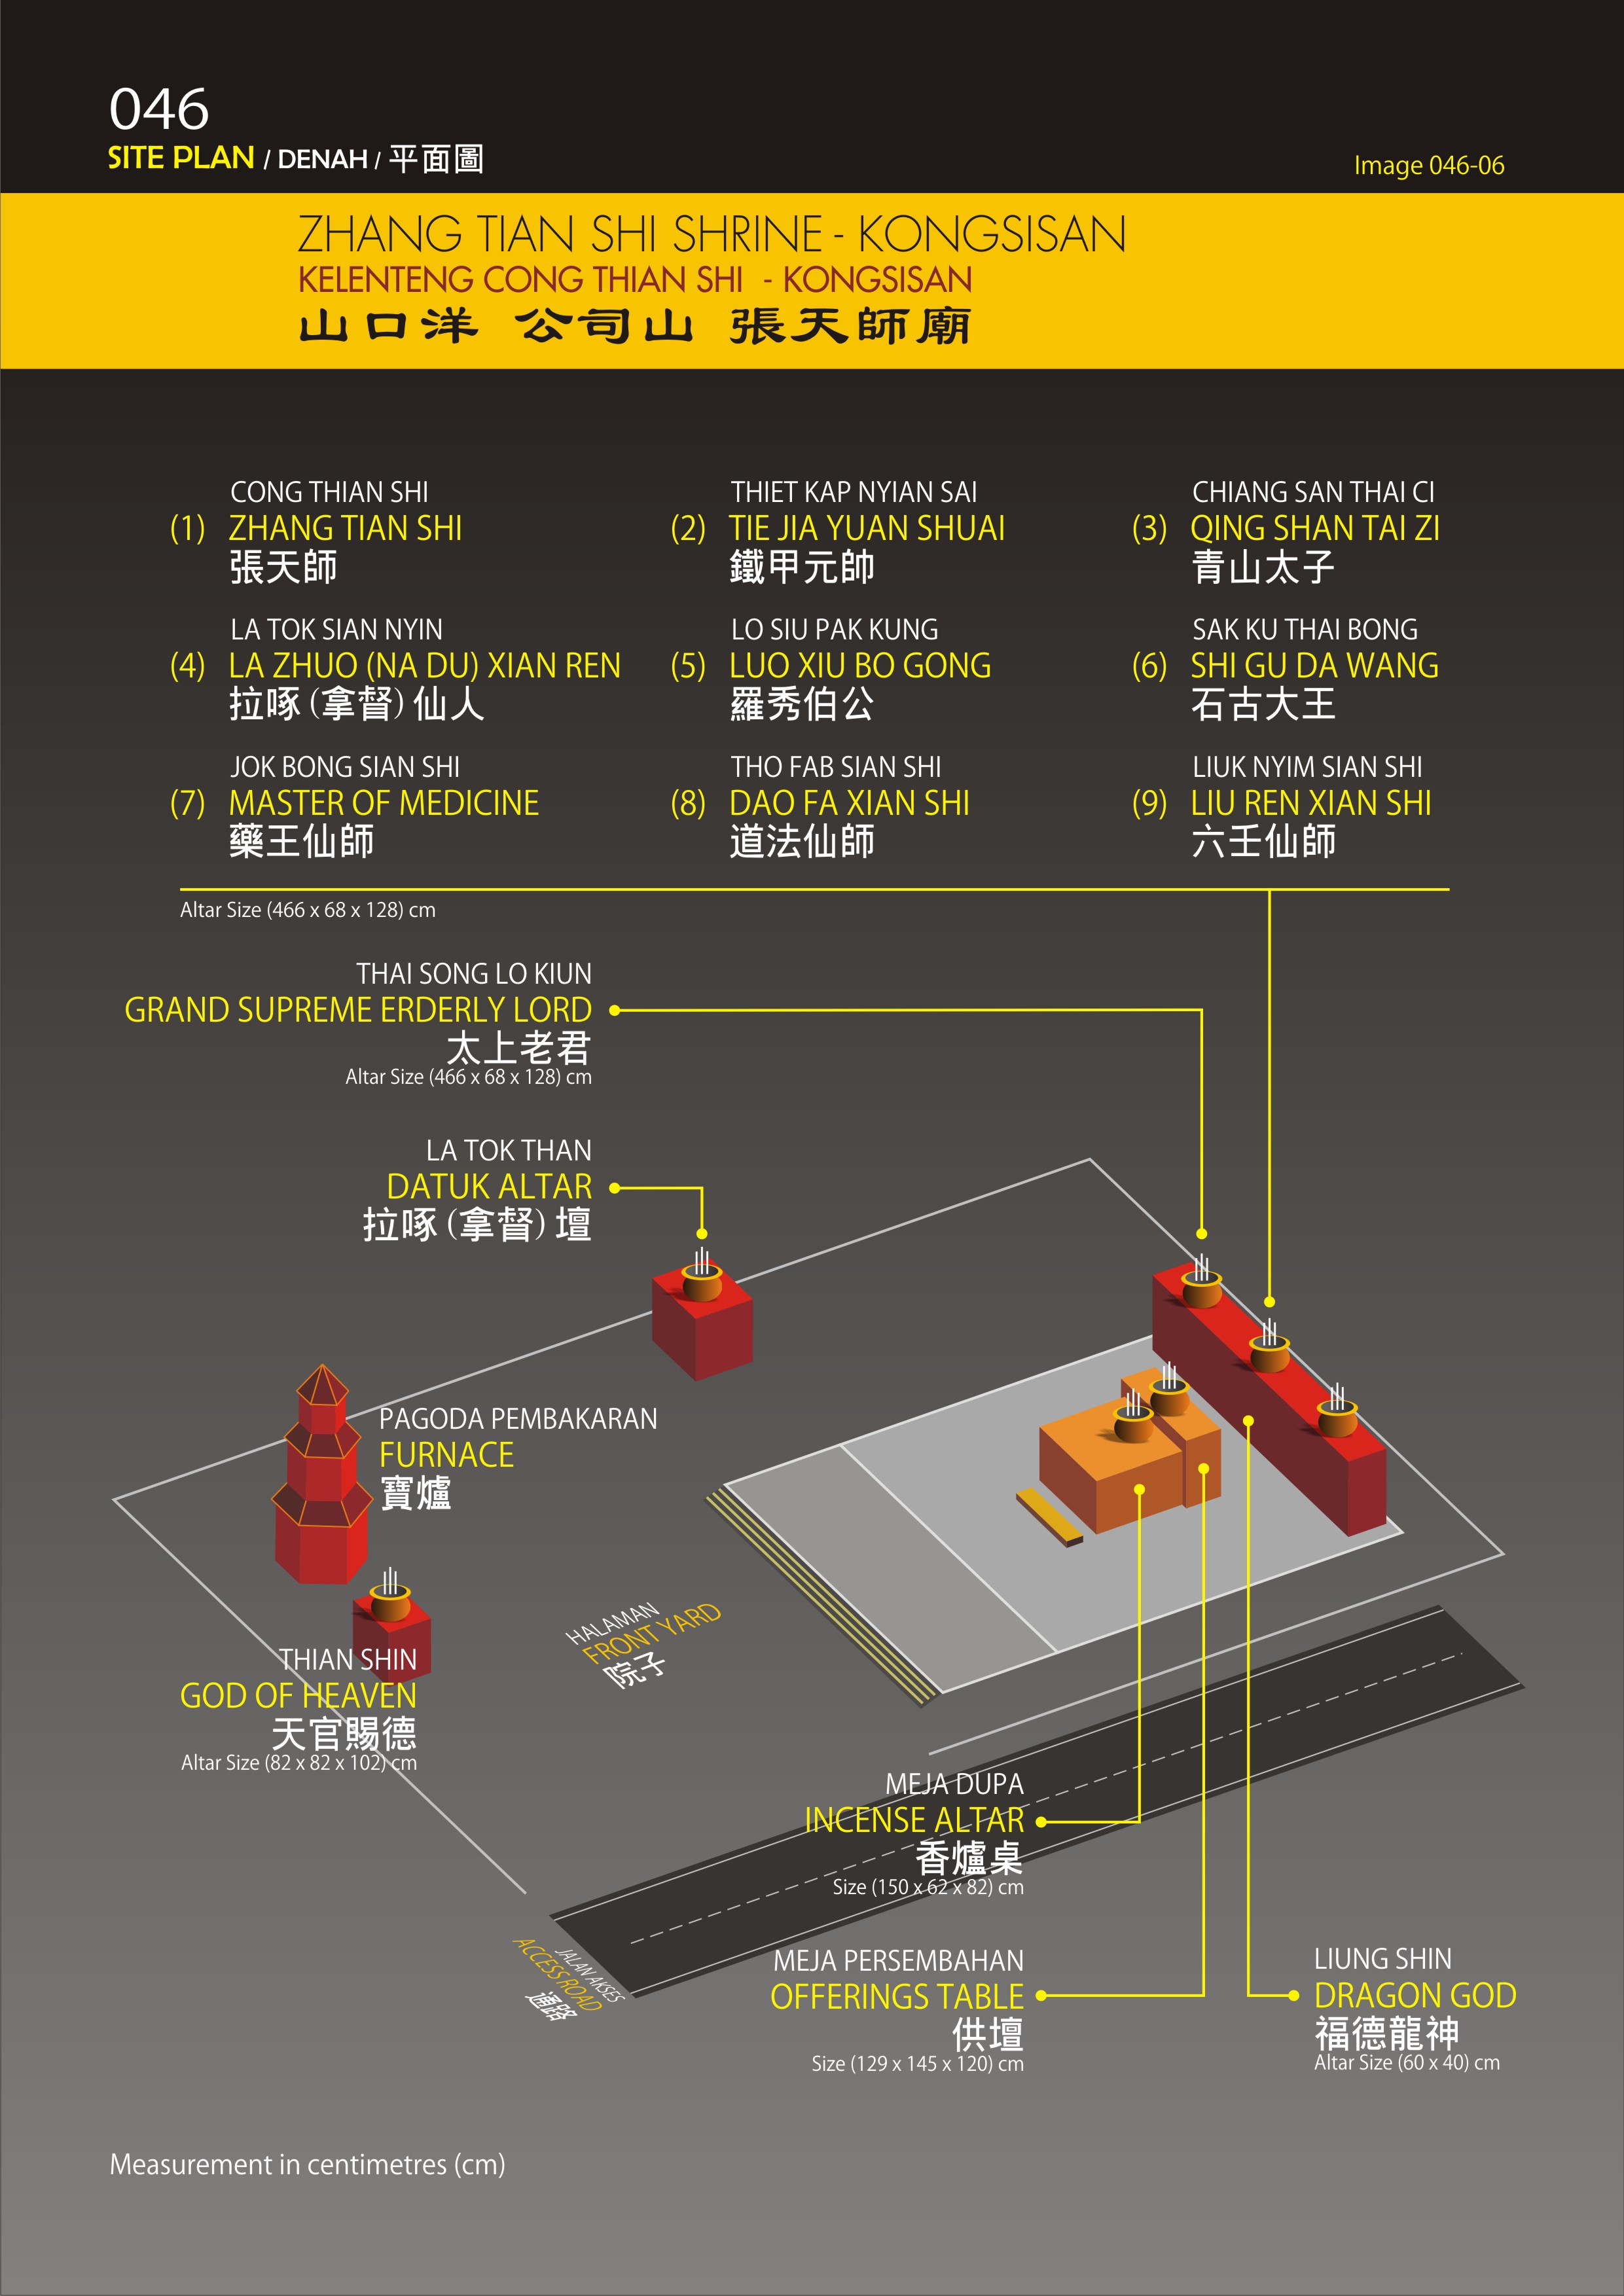 046
SITE PLAN / DENAH / 平面圖
Image 046-06
ZHANG TIAN SHI SHRINE - KONGSISAN
KELENTENG CONG THIAN SHI - KONGSISAN
山口洋 公司山 張天師廟
CONG THIAN SHI
(1) ZHANG TIAN SHI
張天師
THIET KAP NYIAN SAI
(2) TIE JIA YUAN SHUAI
鐵甲元帥
CHIANG SAN THAI CI
(3) QING SHAN TAI ZI
青山太子
LA TOK SIAN NYIN
(4) LA ZHUO (NA DU) XIAN REN
拉啄 (拿督) 仙人
LO SIU PAK KUNG
(5) LUO XIU BO GONG
羅秀伯公
SAK KU THAI BONG
(6) SHI GU DA WANG
石古大王
JOK BONG SIAN SHI
(7) MASTER OF MEDICINE
藥王仙師
THO FAB SIAN SHI
(8) DAO FA XIAN SHI
道法仙師
LIUK NYIM SIAN SHI
(9) LIU REN XIAN SHI
六壬仙師
Altar Size (466 x 68 x 128) cm
THAI SONG LO KIUN
GRAND SUPREME ERDERLY LORD
太上老君
Altar Size (466 x 68 x 128) cm
LA TOK THAN
DATUK ALTAR
拉啄 (拿督) 壇
PAGODA PEMBAKARAN
FURNACE
寶爐
THIAN SHIN
GOD OF HEAVEN
天官賜德
Altar Size (82 x 82 x 102) cm
HALAMAN
FRONT YARD
院子
MEJA DUPA
INCENSE ALTAR
香爐桌
Size (150 x 62 x 82) cm
JALAN AKSES
ACCESS ROAD
通路
MEJA PERSEMBAHAN
OFFERINGS TABLE
供壇
Size (129 x 145 x 120) cm
LIUNG SHIN
DRAGON GOD
福德龍神
Altar Size (60 x 40) cm
Measurement in centimetres (cm)